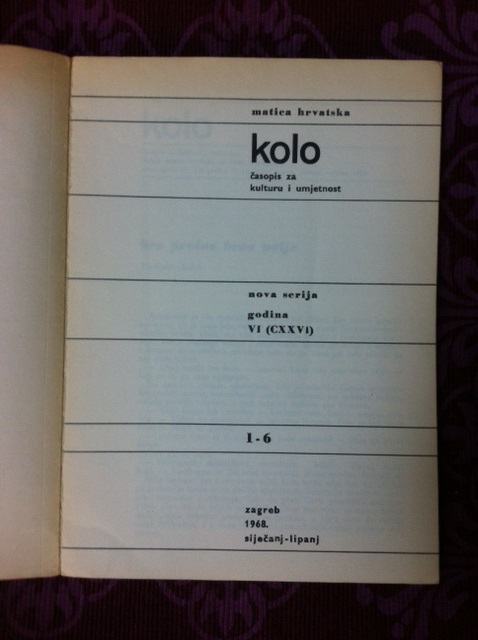 matica hrvatska
kolo
časopis za
kulturu i umjetnost
nova serija
godina
VI (CXXVI)
1-6
zagreb
1968.
siječanj-lipanj